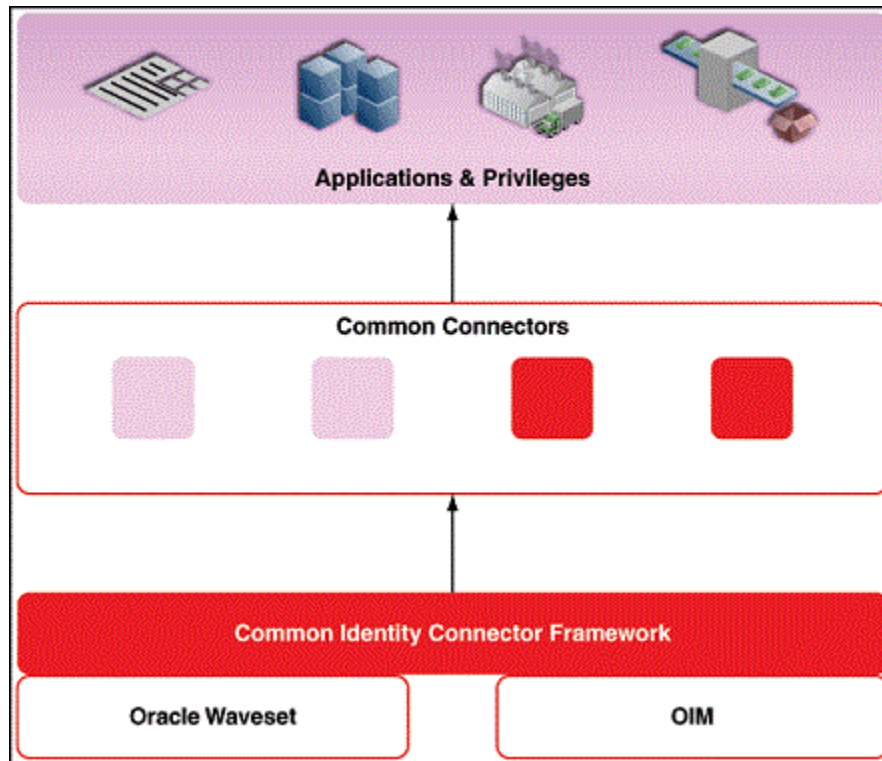 Applications & Privileges
Common Connectors
Common Identity Connector Framework
Oracle Waveset
OIM